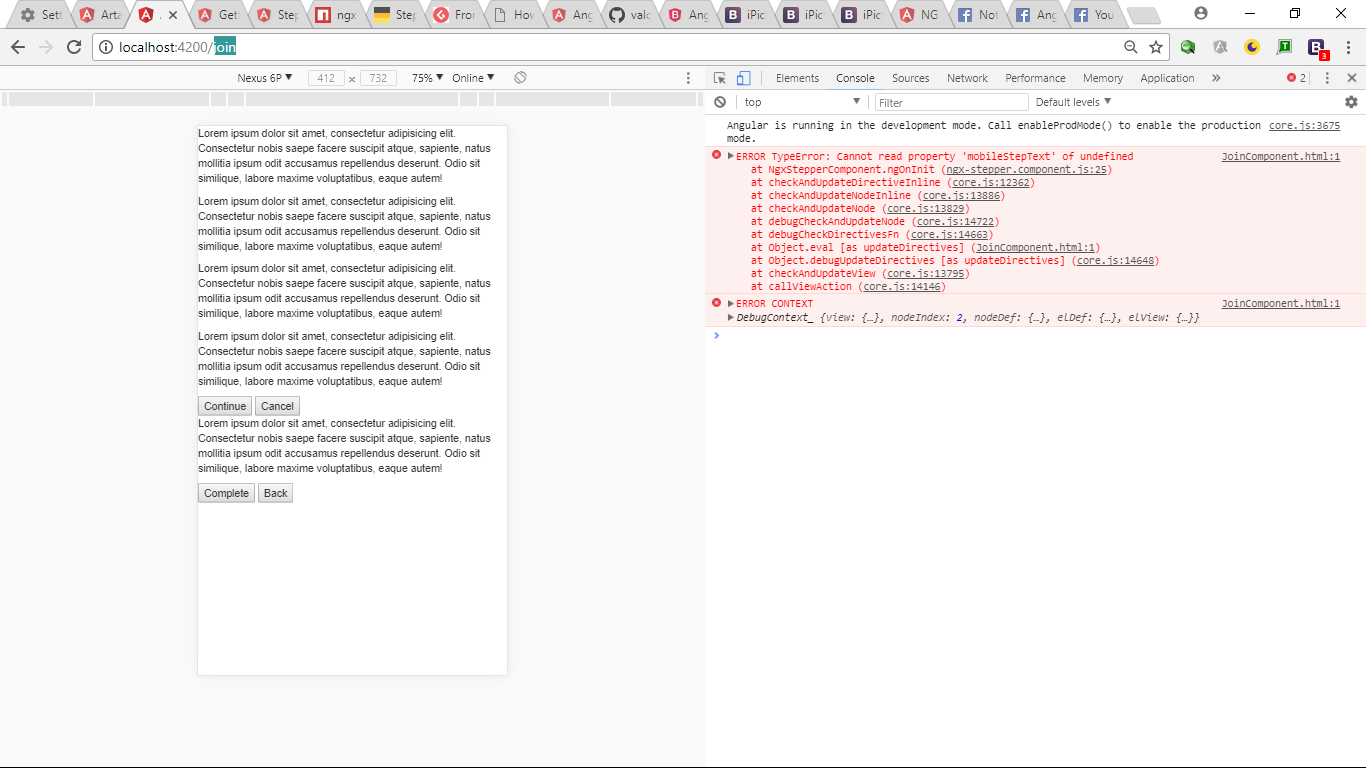 Sett
Arta
Gett
Step
ngx
Step
Fron
How
Ang
valo
Ang
iPic
iPic
iPic
NG
Not
Ang
You
localhost:4200/join
3
Nexus 6P ▼ 412 × 732 75% ▼ Online ▼
Elements Console Sources Network Performance Memory Application » 2
top ▼ Filter Default levels ▼
Angular is running in the development mode. Call enableProdMode() to enable the production core.js:3675
mode.
ERROR TypeError: Cannot read property 'mobileStepText' of undefined JoinComponent.html:1
at NgxStepperComponent.ngOnInit (ngx-stepper.component.js:25)
at checkAndUpdateDirectiveInline (core.js:12362)
at checkAndUpdateNodeInline (core.js:13886)
at checkAndUpdateNode (core.js:13829)
at debugCheckAndUpdateNode (core.js:14722)
at debugCheckDirectivesFn (core.js:14663)
at Object.eval [as updateDirectives] (JoinComponent.html:1)
at Object.debugUpdateDirectives [as updateDirectives] (core.js:14648)
at checkAndUpdateView (core.js:13795)
at callViewAction (core.js:14146)
ERROR CONTEXT JoinComponent.html:1
DebugContext_ {view: {…}, nodeIndex: 2, nodeDef: {…}, elDef: {…}, elView: {…}}
Lorem ipsum dolor sit amet, consectetur adipisicing elit.
Consectetur nobis saepe facere suscipit atque, sapiente, natus
mollitia ipsum odit accusamus repellendus deserunt. Odio sit
similique, labore maxime voluptatibus, eaque autem!
Lorem ipsum dolor sit amet, consectetur adipisicing elit.
Consectetur nobis saepe facere suscipit atque, sapiente, natus
mollitia ipsum odit accusamus repellendus deserunt. Odio sit
similique, labore maxime voluptatibus, eaque autem!
Lorem ipsum dolor sit amet, consectetur adipisicing elit.
Consectetur nobis saepe facere suscipit atque, sapiente, natus
mollitia ipsum odit accusamus repellendus deserunt. Odio sit
similique, labore maxime voluptatibus, eaque autem!
Lorem ipsum dolor sit amet, consectetur adipisicing elit.
Consectetur nobis saepe facere suscipit atque, sapiente, natus
mollitia ipsum odit accusamus repellendus deserunt. Odio sit
similique, labore maxime voluptatibus, eaque autem!
Continue Cancel
Lorem ipsum dolor sit amet, consectetur adipisicing elit.
Consectetur nobis saepe facere suscipit atque, sapiente, natus
mollitia ipsum odit accusamus repellendus deserunt. Odio sit
similique, labore maxime voluptatibus, eaque autem!
Complete Back